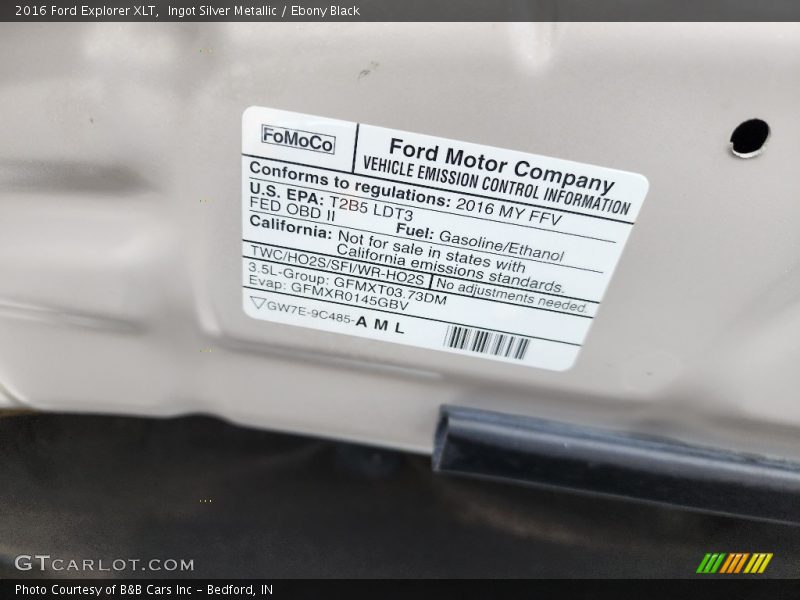 2016 Ford Explorer XLT,  Ingot Silver Metallic / Ebony Black
FoMoCo
Ford Motor Company
VEHICLE EMISSION CONTROL INFORMATION
Conforms to regulations: 2016 MY FFV
U.S. EPA: T2B5 LDT3
FED OBD II
Fuel: Gasoline/Ethanol
California: Not for sale in states with
California emissions standards.
TWC/HO2S/SFI/WR-HO2S
No adjustments needed.
3.5L-Group: GFMXT03.73DM
Evap: GFMXR0145GBV
GW7E-9C485-AML
GTCARLOT.COM
Photo Courtesy of B&B Cars Inc – Bedford, IN